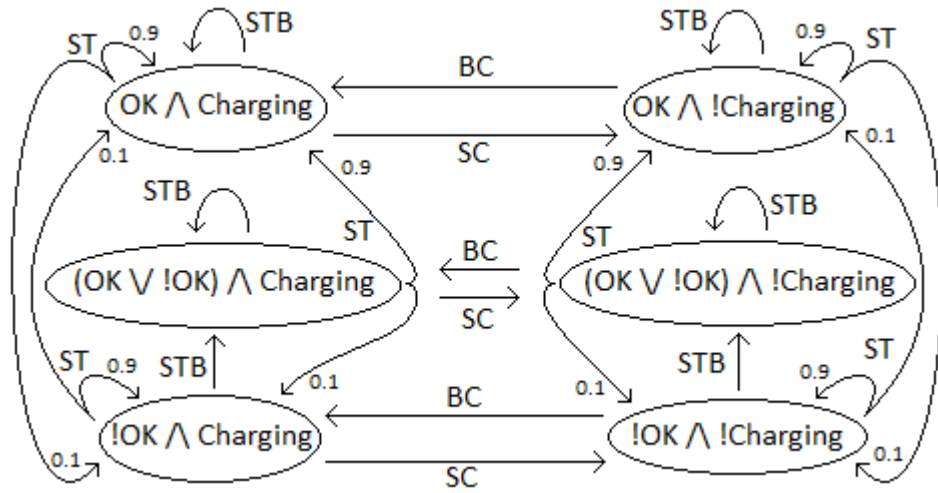 STB STB
ST 0.9 0.9 ST
BC
OK /\ Charging OK /\ !Charging
SC
0.1 0.9 0.9 0.1
STB STB
ST ST
BC
(OK \/ !OK) /\ Charging (OK \/ !OK) /\ !Charging
SC
ST 0.9 STB STB 0.9 ST
0.1 0.1
BC
!OK /\ Charging !OK /\ !Charging
0.1 0.1
SC